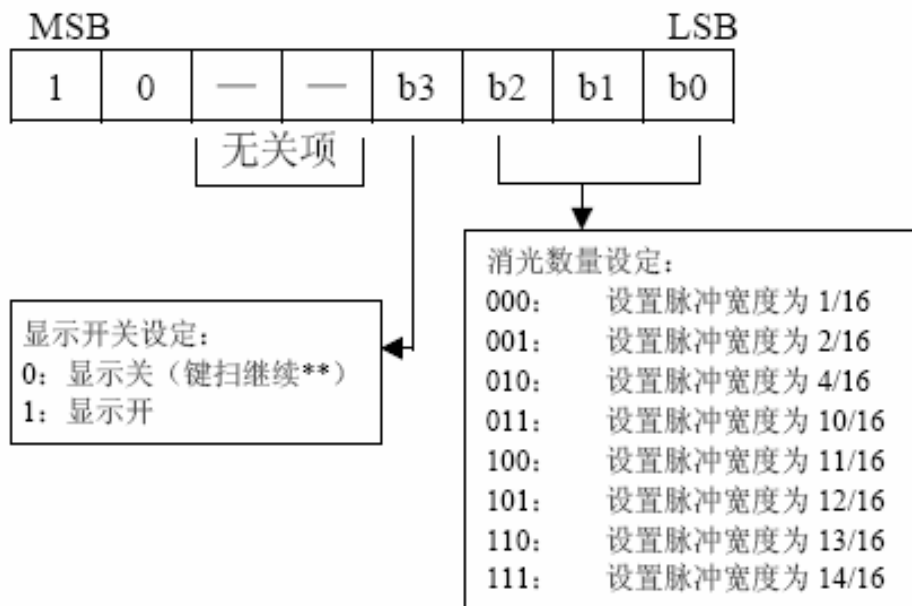 MSB LSB
1 0 — — b3 b2 b1 b0
无关项
显示开关设定：
0：显示关（键扫继续**）
1：显示开
消光数量设定：
000： 设置脉冲宽度为 1/16
001： 设置脉冲宽度为 2/16
010： 设置脉冲宽度为 4/16
011： 设置脉冲宽度为 10/16
100： 设置脉冲宽度为 11/16
101： 设置脉冲宽度为 12/16
110： 设置脉冲宽度为 13/16
111： 设置脉冲宽度为 14/16